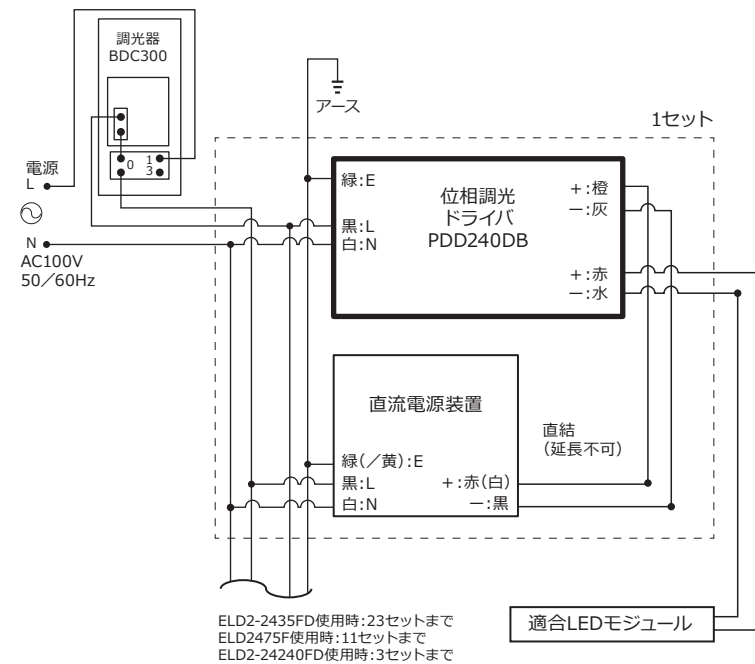 調光器
BDC300
0
1
3
電源
L
N
AC100V
50/60Hz
アース
1セット
緑:E
黒:L
白:N
位相調光
ドライバ
PDD240DB
+:橙
ー:灰
+:赤
ー:水
直流電源装置
緑(/黄):E
黒:L
白:N
+:赤(白)
ー:黒
直結
(延長不可)
ELD2-2435FD使用時:23セットまで
ELD2475F使用時:11セットまで
ELD2-24240FD使用時:3セットまで
適合LEDモジュール